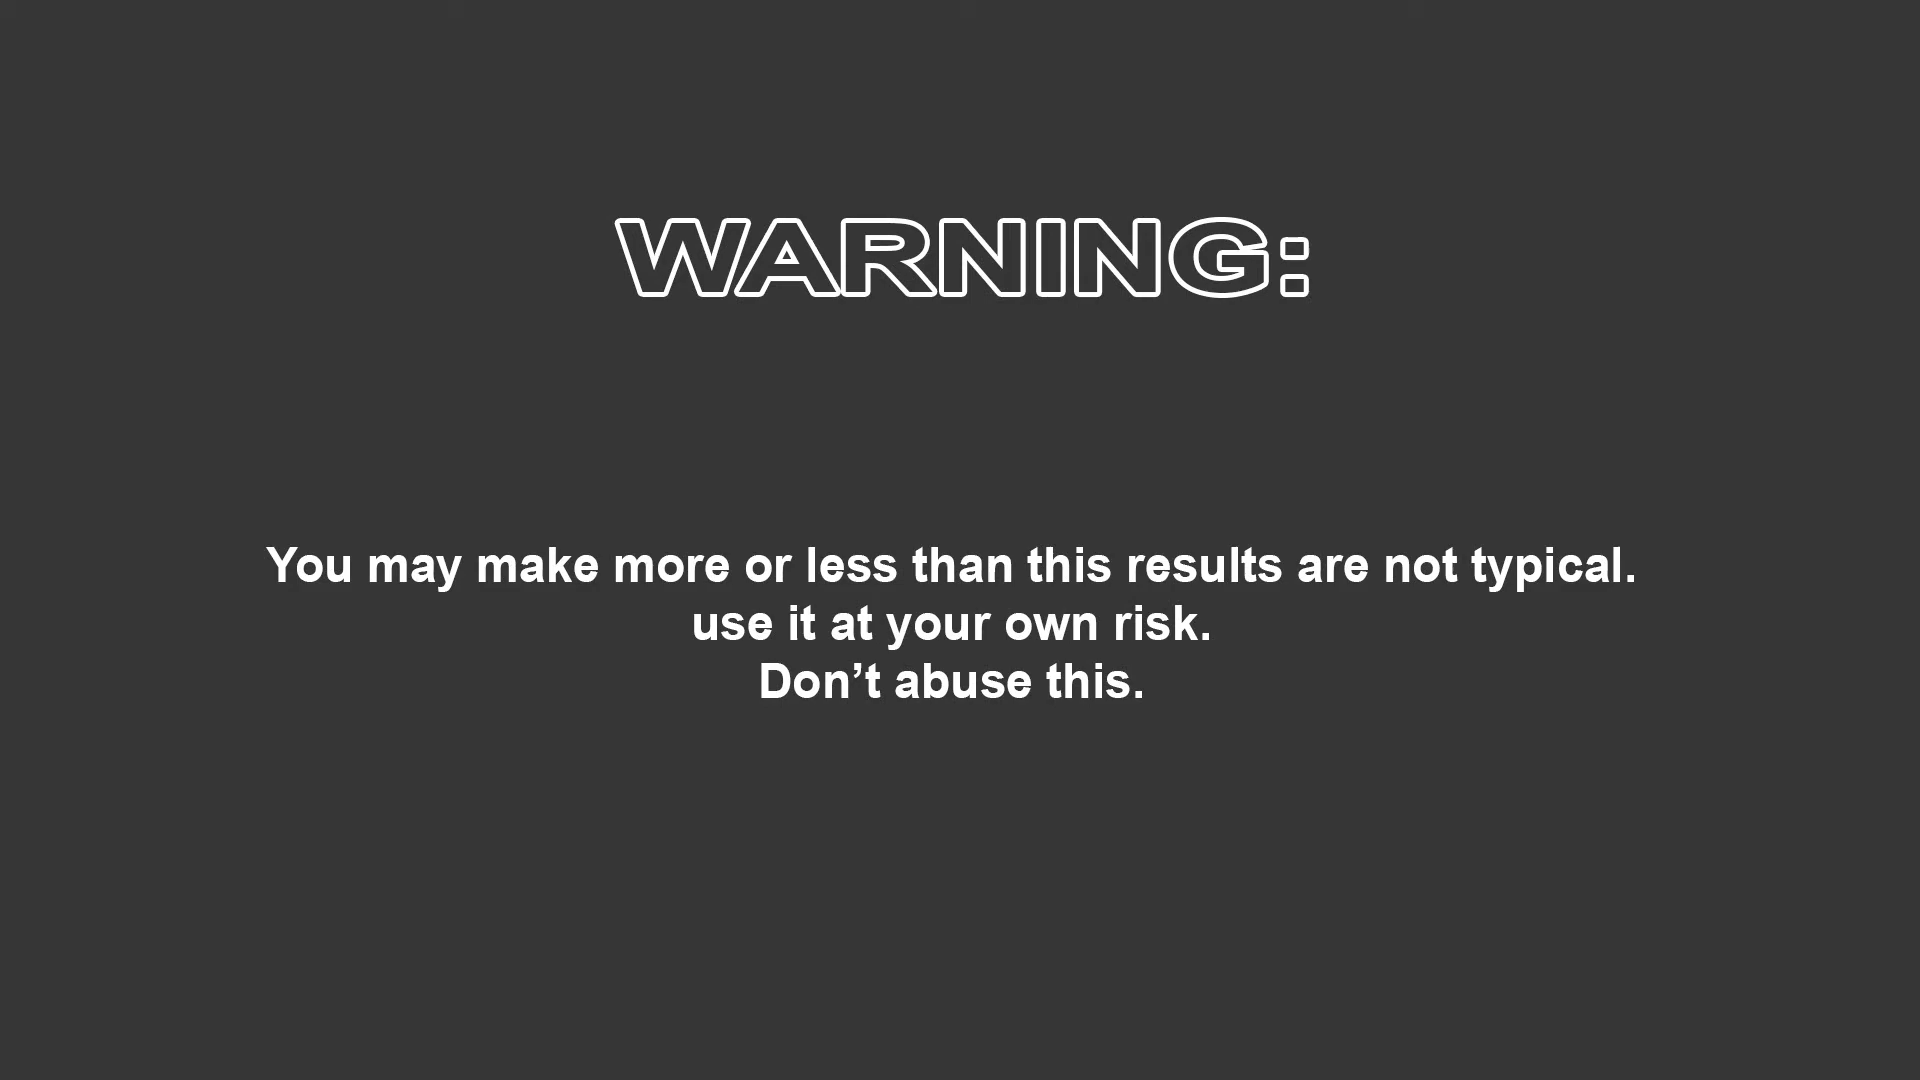 WARNING:
You may make more or less than this results are not typical.
use it at your own risk.
Don’t abuse this.